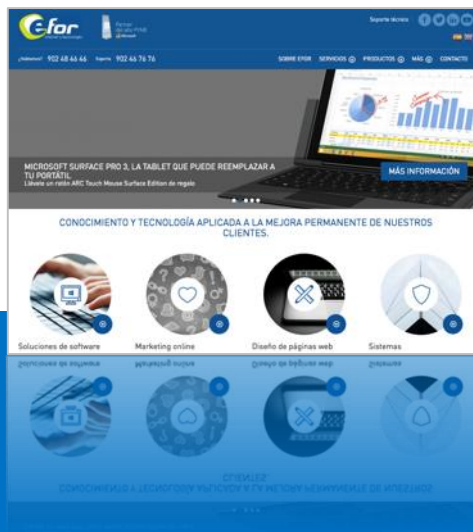 efor
Soporte técnico
902 48 46 46 Soporte 902 46 76 76
SOBRE EFOR SERVICIOS PRODUCTOS MÁS CONTACTO
MICROSOFT SURFACE PRO 3, LA TABLET QUE PUEDE REEMPLAZAR A
TU PORTÁTIL
Llévate un ratón ARC Touch Mouse Surface Edition de regalo
MÁS INFORMACIÓN
CONOCIMIENTO Y TECNOLOGÍA APLICADA A LA MEJORA PERMANENTE DE NUESTROS
CLIENTES.
Soluciones de software
Marketing online
Diseño de páginas web
Sistemas